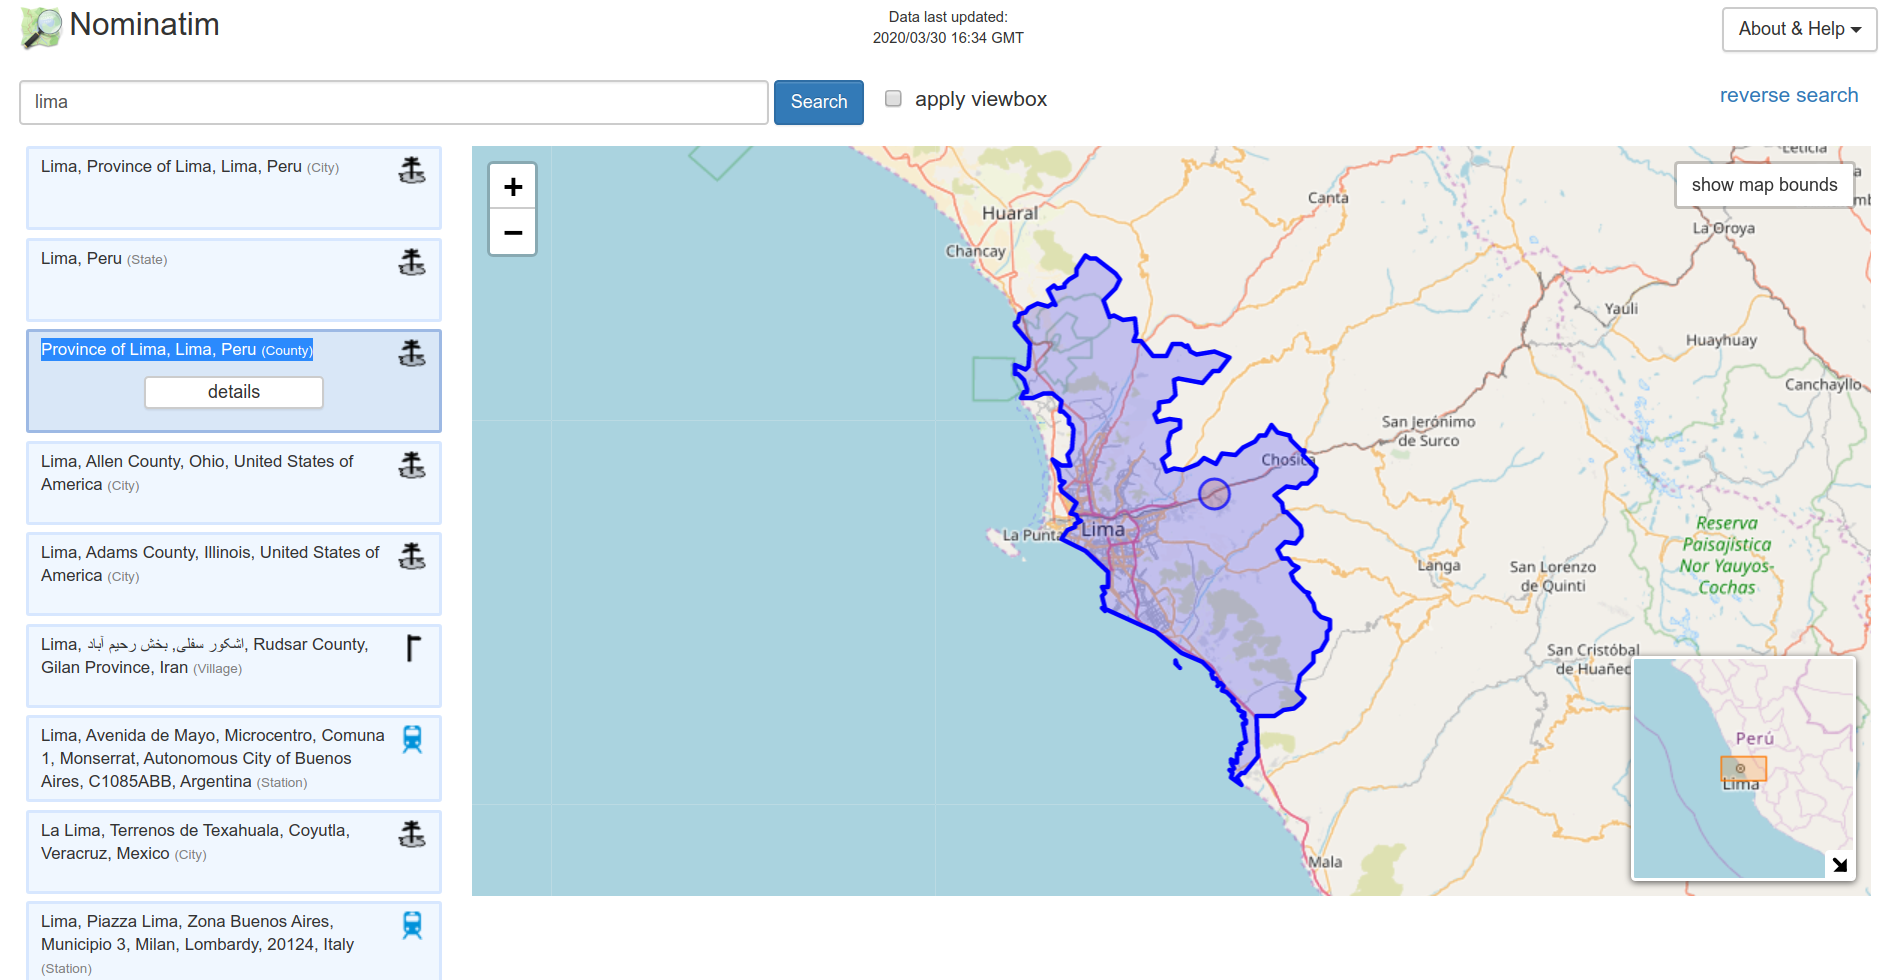 Nominatim
Data last updated:
2020/03/30 16:34 GMT
About & Help
lima
Search
apply viewbox
reverse search
Lima, Province of Lima, Lima, Peru (City)
Lima, Peru (State)
Province of Lima, Lima, Peru (County)
details
Lima, Allen County, Ohio, United States of
America (City)
Lima, Adams County, Illinois, United States of
America (City)
Lima, اشکور سفلی, بخش رحیم آباد, Rudsar County,
Gilan Province, Iran (Village)
Lima, Avenida de Mayo, Microcentro, Comuna
1, Monserrat, Autonomous City of Buenos
Aires, C1085ABB, Argentina (Station)
La Lima, Terrenos de Texahuala, Coyutla,
Veracruz, Mexico (City)
Lima, Piazza Lima, Zona Buenos Aires,
Municipio 3, Milan, Lombardy, 20124, Italy
(Station)
+
−
show map bounds
Leticia
Canta
Huaral
La Oroya
Chancay
Yauli
Huayhuay
Canchayllo
San Jerónimo
de Surco
Chosica
Lima
La Punta
Reserva
Paisajística
Nor Yauyos-
Cochas
Langa
San Lorenzo
de Quinti
San Cristóbal
de Huañec
Perú
Lima
Mala